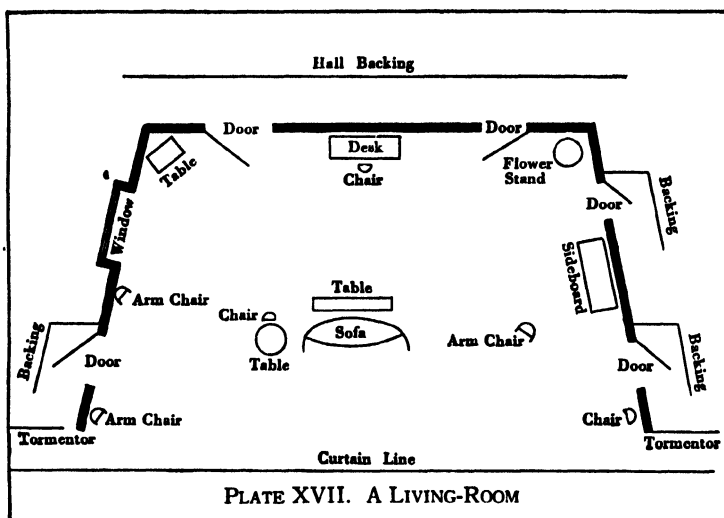 Hall Backing
Door
Desk
Door
Table
Chair
Flower
Stand
Backing
Door
Window
Sideboard
Table
Arm Chair
Chair
Sofa
Arm Chair
Backing
Door
Table
Door
Backing
Arm Chair
Chair
Tormentor
Tormentor
Curtain Line
PLATE XVII. A LIVING-ROOM